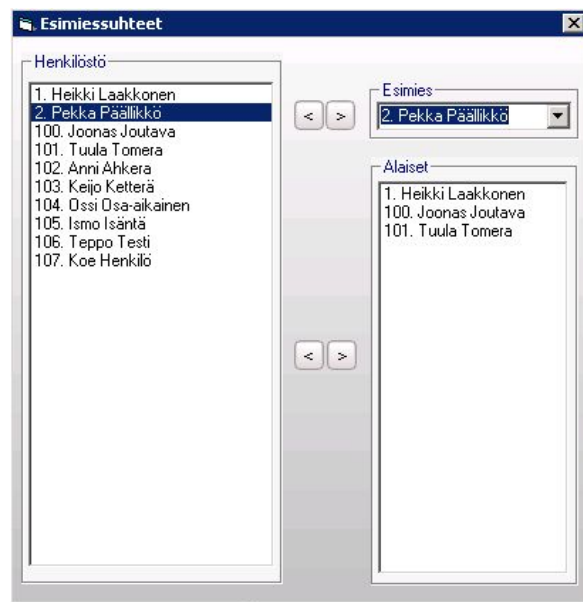 Esimiessuhteet
Henkilöstö
1. Heikki Laakkonen
2. Pekka Päällikkö
100. Joonas Joutava
101. Tuula Tomera
102. Anni Ahkera
103. Keijo Ketterä
104. Ossi Osa-aikainen
105. Ismo Isäntä
106. Teppo Testi
107. Koe Henkilö
< >
Esimies
2. Pekka Päällikkö
Alaiset
1. Heikki Laakkonen
100. Joonas Joutava
101. Tuula Tomera
< >